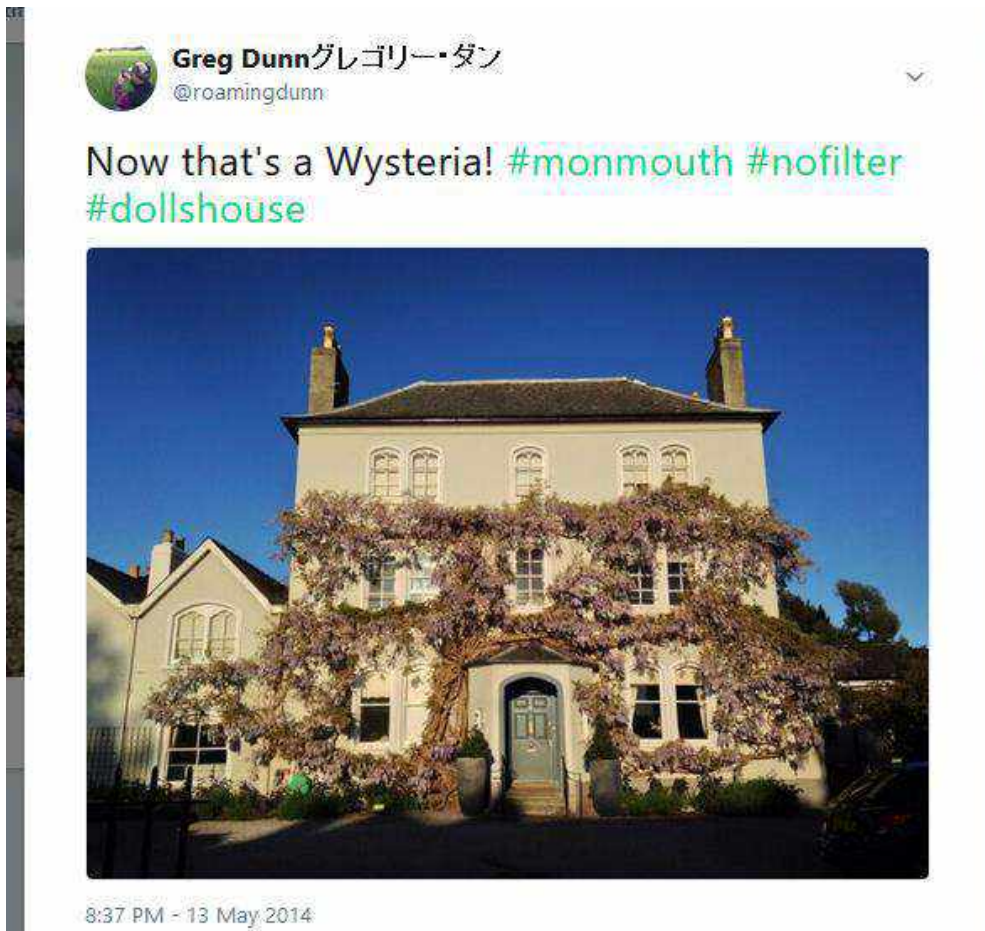 Greg Dunnグレゴリー・ダン
@roamingdunn
Now that's a Wysteria! #monmouth #nofilter
#dollshouse
8:37 PM - 13 May 2014